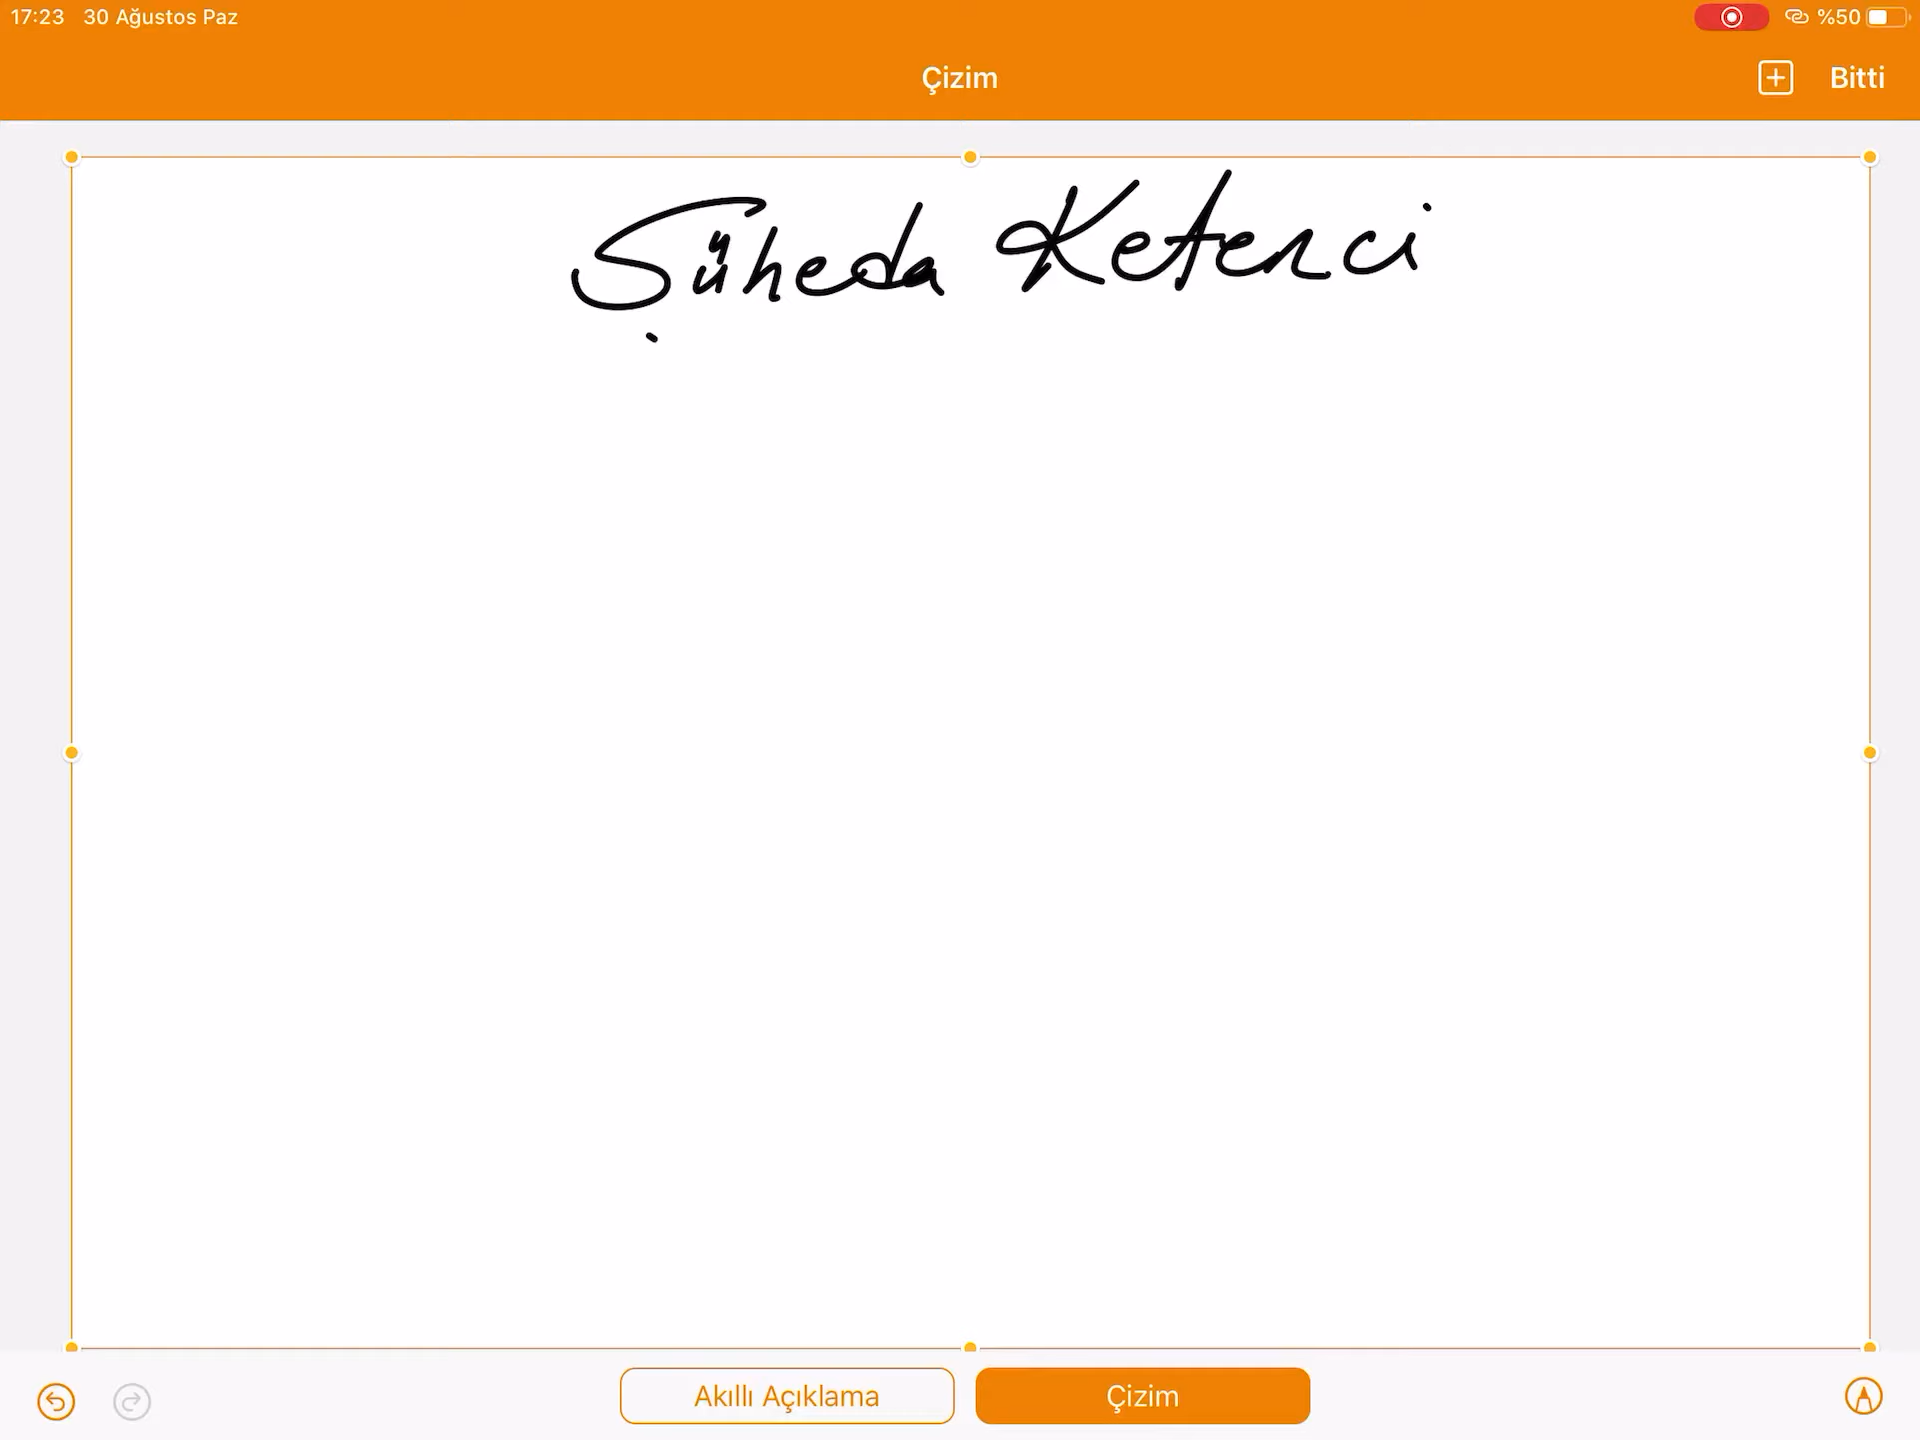 17:23 30 Ağustos Paz %50
Çizim
Bitti
Şüheda Ketenci
Akıllı Açıklama
Çizim